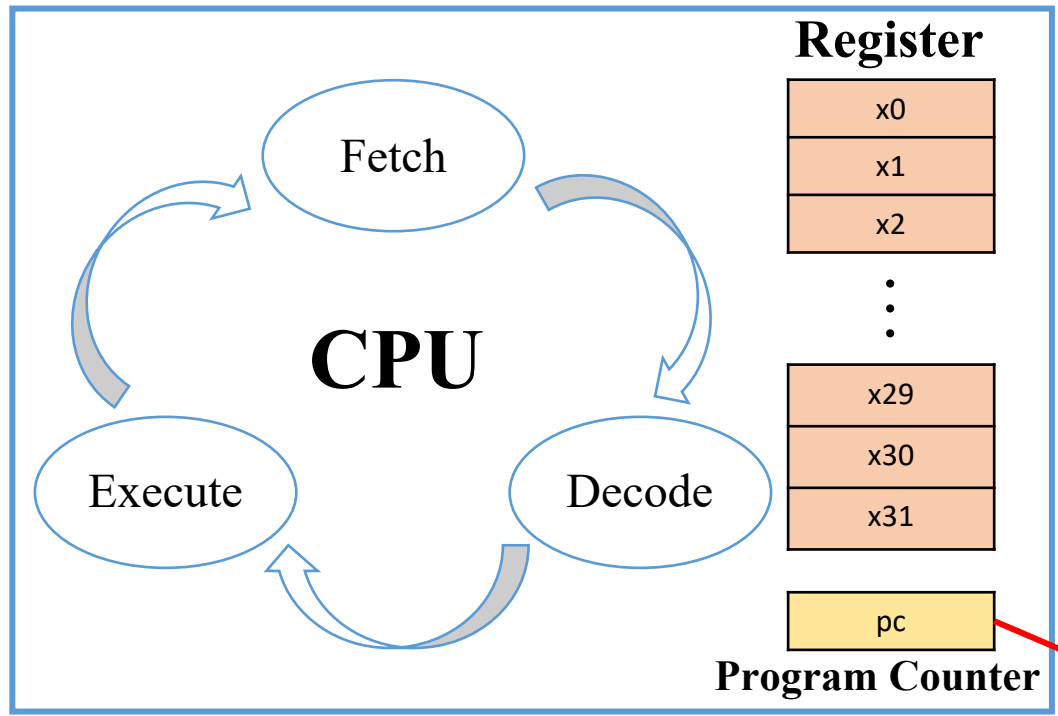 Register
x0
x1
x2
Fetch
CPU
Execute
Decode
x29
x30
x31
pc
Program Counter